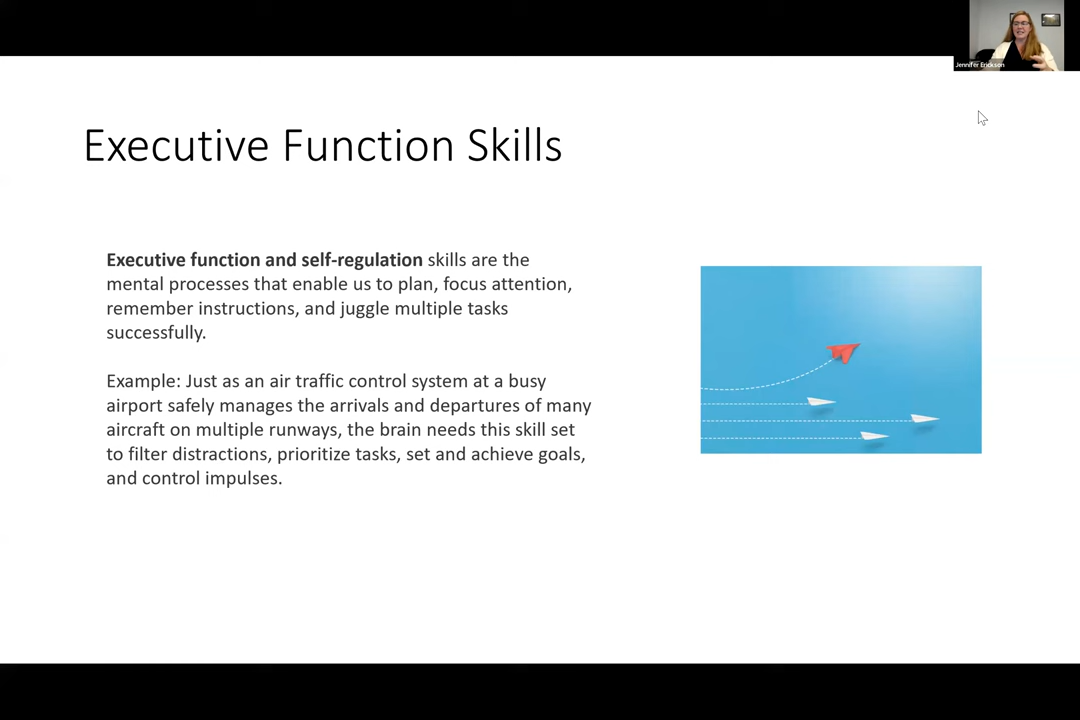 Jennifer Erickson
Executive Function Skills
Executive function and self-regulation skills are the
mental processes that enable us to plan, focus attention,
remember instructions, and juggle multiple tasks
successfully.
Example: Just as an air traffic control system at a busy
airport safely manages the arrivals and departures of many
aircraft on multiple runways, the brain needs this skill set
to filter distractions, prioritize tasks, set and achieve goals,
and control impulses.